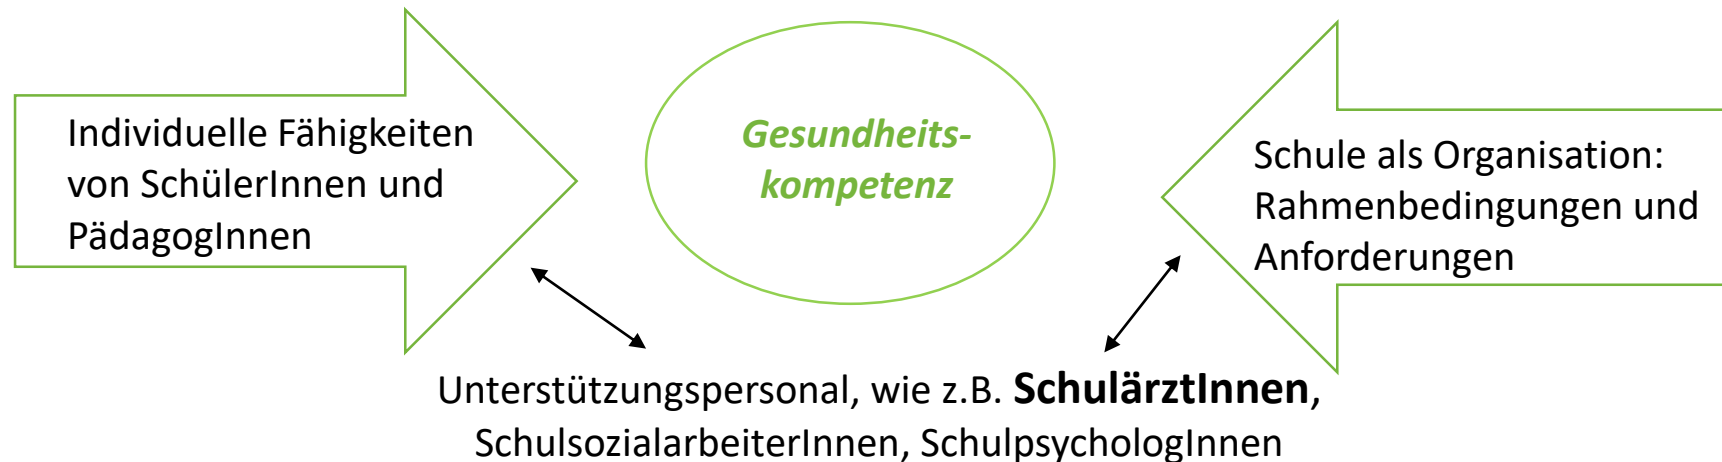 Individuelle Fähigkeiten
von SchülerInnen und
PädagogInnen
Gesundheits-
kompetenz
Schule als Organisation:
Rahmenbedingungen und
Anforderungen
Unterstützungspersonal, wie z.B. SchulärztInnen,
SchulsozialarbeiterInnen, SchulpsychologInnen